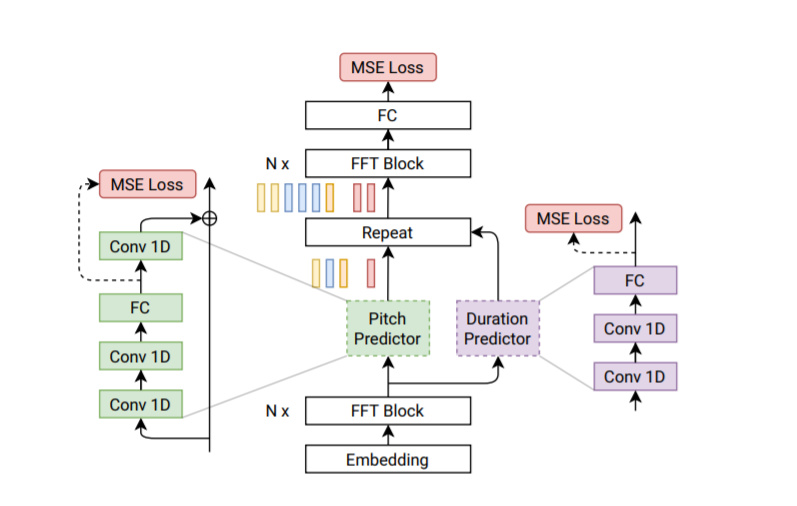 MSE Loss
FC
N x
FFT Block
MSE Loss
MSE Loss
Repeat
Conv 1D
FC
FC
Pitch
Predictor
Duration
Predictor
Conv 1D
Conv 1D
Conv 1D
Conv 1D
N x
FFT Block
Embedding